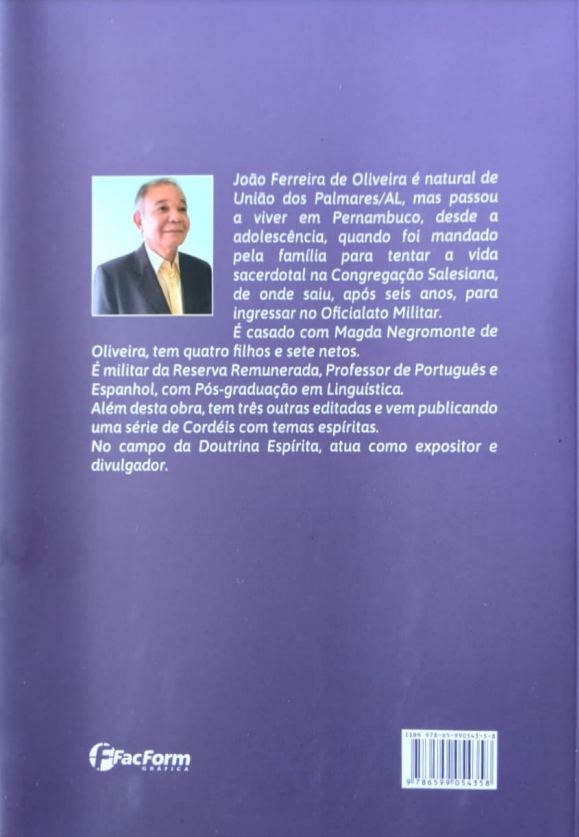 João Ferreira de Oliveira é natural de
União dos Palmares/AL, mas passou
a viver em Pernambuco, desde a
adolescência, quando foi mandado
pela família para tentar a vida
sacerdotal na Congregação Salesiana,
de onde saiu, após seis anos, para
ingressar no Oficialato Militar.
É casado com Magda Negromonte de
Oliveira, tem quatro filhos e sete netos.
É militar da Reserva Remunerada, Professor de Português e
Espanhol, com Pós-graduação em Linguística.
Além desta obra, tem três outras editadas e vem publicando
uma série de Cordéis com temas espíritas.
No campo da Doutrina Espírita, atua como expositor e
divulgador.
FacForm
GRÁFICA
ISBN 978-65-990543-5-8
9 786599 054358